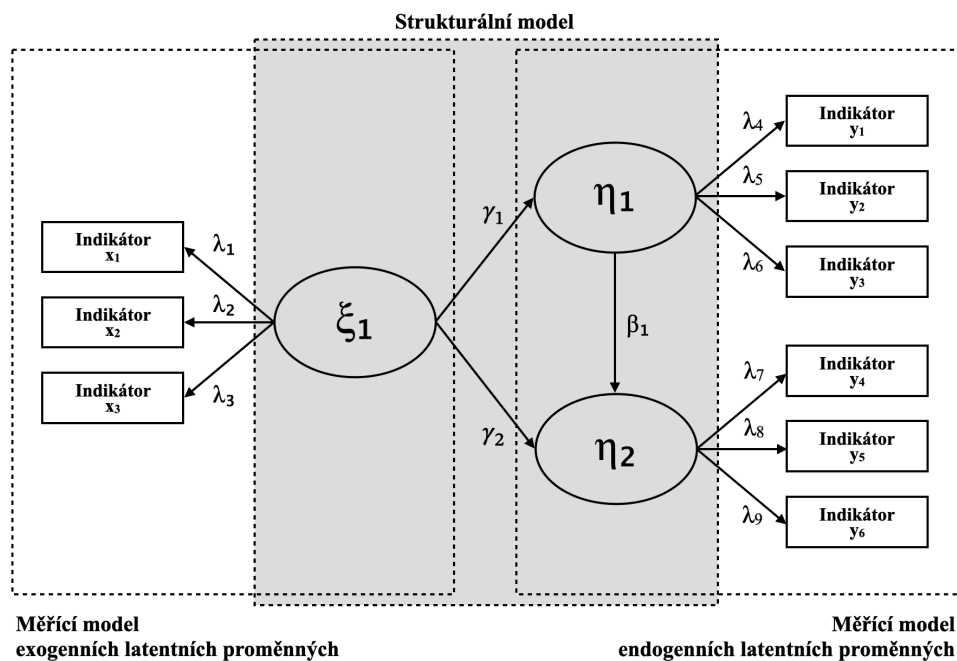 Strukturální model
Indikátor
x₁
Indikátor
x₂
Indikátor
x₃
λ₁
λ₂
λ₃
ξ₁
γ₁
γ₂
η₁
β₁
η₂
λ₄
λ₅
λ₆
λ₇
λ₈
λ₉
Indikátor
y₁
Indikátor
y₂
Indikátor
y₃
Indikátor
y₄
Indikátor
y₅
Indikátor
y₆
Měřící model
exogenních latentních proměnných
Měřící model
endogenních latentních proměnných